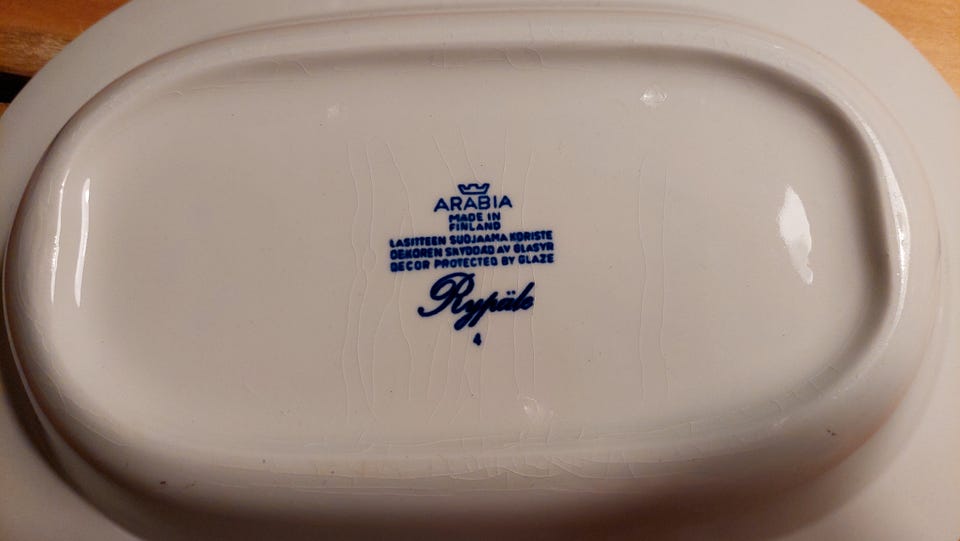 ARABIA
MADE IN
FINLAND
LASITTEEN SUOJAAMA KORISTE
DEKOREN SKYDDAD AV GLASYR
DECOR PROTECTED BY GLAZE
Rypäle
4